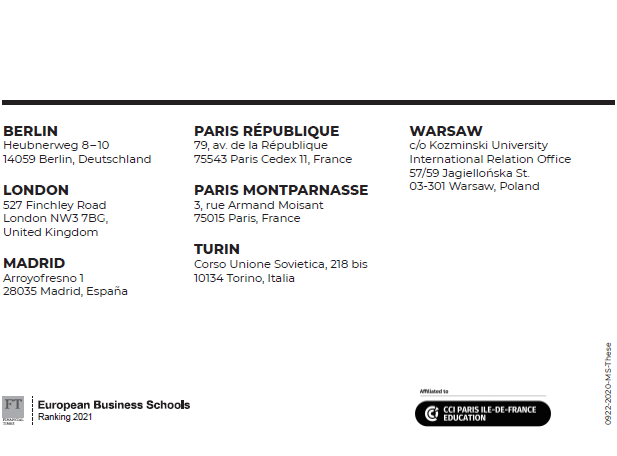 BERLIN
Heubnerweg 8–10
14059 Berlin, Deutschland
LONDON
527 Finchley Road
London NW3 7BG,
United Kingdom
MADRID
Arroyofresno 1
28035 Madrid, España
PARIS RÉPUBLIQUE
79, av. de la République
75543 Paris Cedex 11, France
PARIS MONTPARNASSE
3, rue Armand Moisant
75015 Paris, France
TURIN
Corso Unione Sovietica, 218 bis
10134 Torino, Italia
WARSAW
c/o Kozminski University
International Relation Office
57/59 Jagiellońska St.
03-301 Warsaw, Poland
FT
FINANCIAL
TIMES
European Business Schools
Ranking 2021
Affiliated to
CCI PARIS ILE-DE-FRANCE
EDUCATION
0922-2020-MS-These